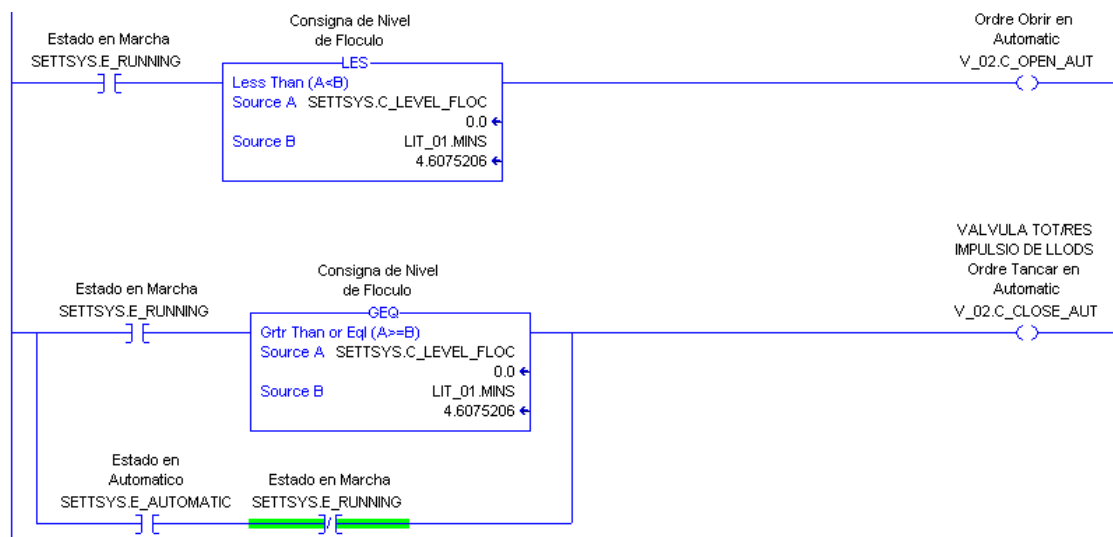 Estado en Marcha
SETTSYS.E_RUNNING
Consigna de Nivel
de Floculo
LES
Less Than (A<B)
Source A SETTSYS.C_LEVEL_FLOC
0.0
Source B LIT_01.MINS
4.6075206
Ordre Obrir en
Automatic
V_02.C_OPEN_AUT
Estado en Marcha
SETTSYS.E_RUNNING
Consigna de Nivel
de Floculo
GEQ
Grtr Than or Eql (A>=B)
Source A SETTSYS.C_LEVEL_FLOC
0.0
Source B LIT_01.MINS
4.6075206
VALVULA TOT/RES
IMPULSIO DE LLODS
Ordre Tancar en
Automatic
V_02.C_CLOSE_AUT
Estado en
Automatico
SETTSYS.E_AUTOMATIC
Estado en Marcha
SETTSYS.E_RUNNING